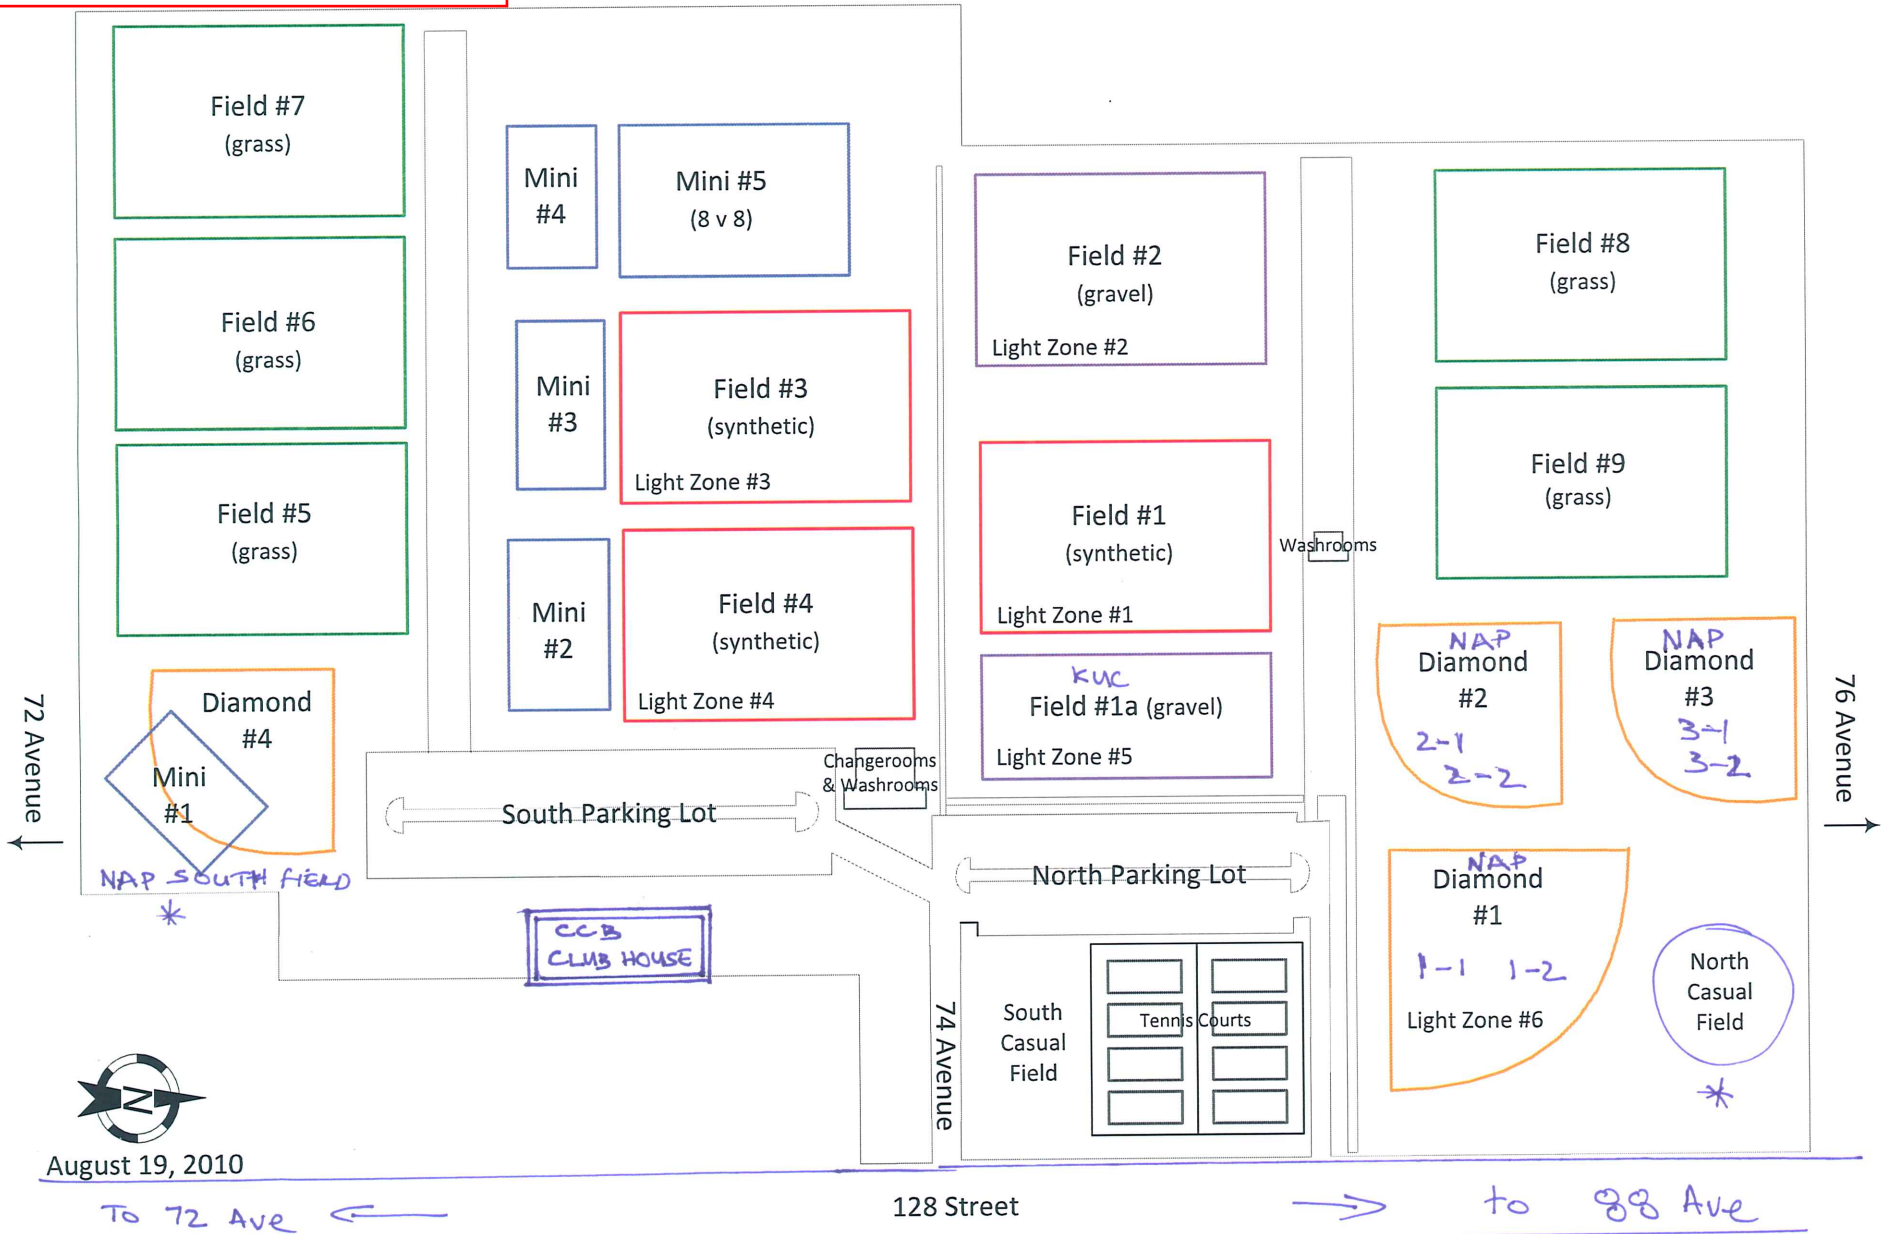 Field #7
(grass)
Field #6
(grass)
Field #5
(grass)
Diamond
#4
Mini
#1
NAP SOUTH FIELD
*
72 Avenue
Mini
#4
Mini #5
(8 v 8)
Mini
#3
Field #3
(synthetic)
Light Zone #3
Mini
#2
Field #4
(synthetic)
Light Zone #4
South Parking Lot
Changerooms
& Washrooms
CCB
CLUB HOUSE
Field #2
(gravel)
Light Zone #2
Field #1
(synthetic)
Light Zone #1
KUC
Field #1a (gravel)
Light Zone #5
Washrooms
North Parking Lot
74 Avenue
South
Casual
Field
Tennis Courts
Field #8
(grass)
Field #9
(grass)
NAP
Diamond
#2
2-1
2-2
NAP
Diamond
#3
3-1
3-2
NAP
Diamond
#1
1-1 1-2
Light Zone #6
North
Casual
Field
*
76 Avenue
N
August 19, 2010
To 72 Ave
128 Street
to 88 Ave